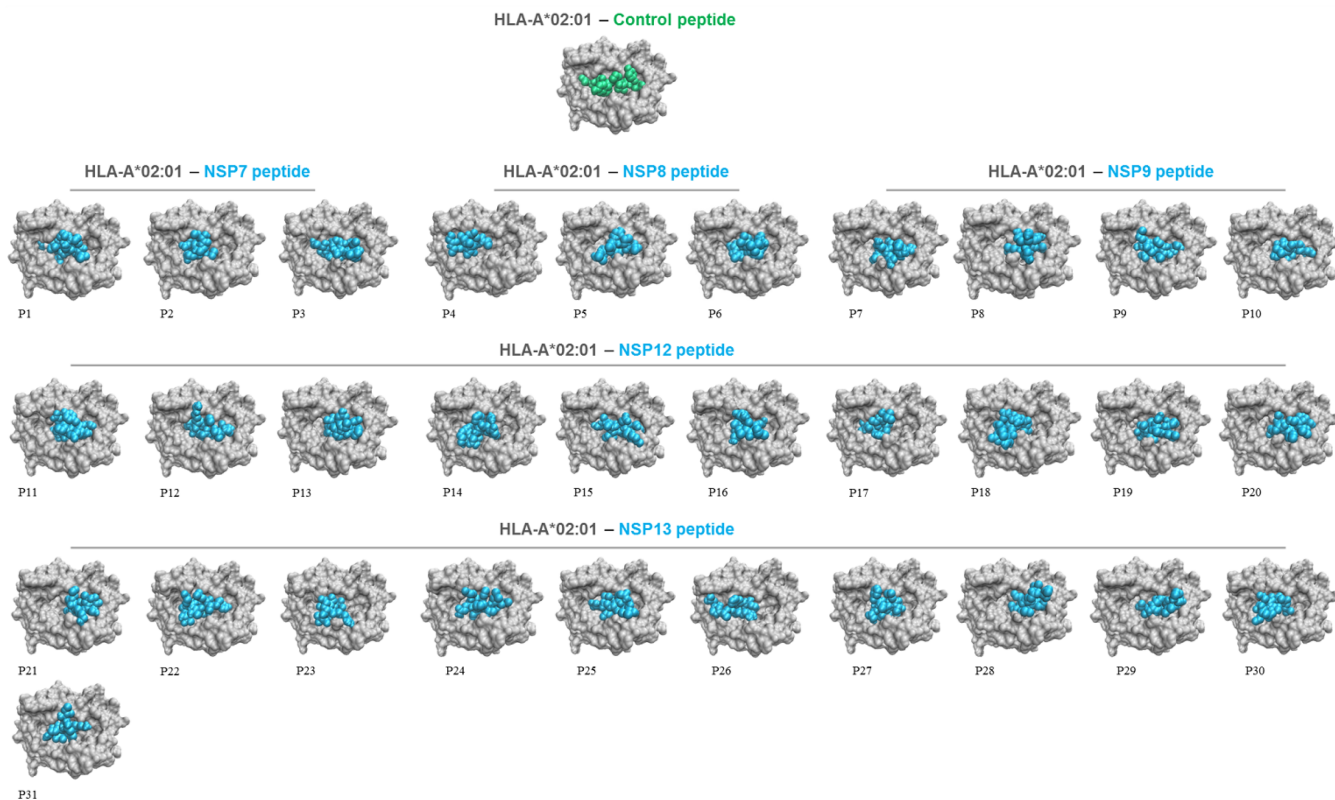 HLA-A*02:01 – Control peptide
HLA-A*02:01 – NSP7 peptide
HLA-A*02:01 – NSP8 peptide
HLA-A*02:01 – NSP9 peptide
P1
P2
P3
P4
P5
P6
P7
P8
P9
P10
HLA-A*02:01 – NSP12 peptide
P11
P12
P13
P14
P15
P16
P17
P18
P19
P20
HLA-A*02:01 – NSP13 peptide
P21
P22
P23
P24
P25
P26
P27
P28
P29
P30
P31